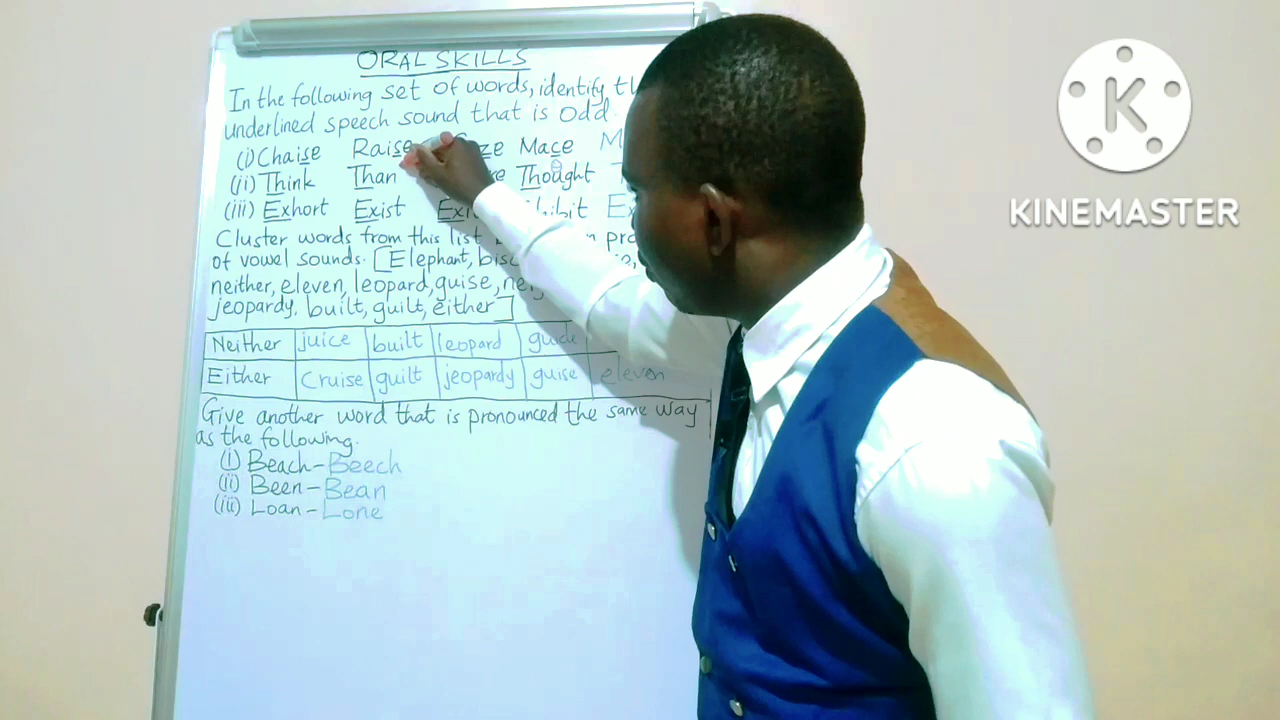 ORAL SKILLS
In the following set of words, identify
underlined speech sound that is odd.
(i) Chaise Raise Mace
(ii) Think Than Thought
(iii) Exhort Exist
Cluster words from this list
of vowel sounds. [Elephant,
neither, eleven, leopard, guise,
jeopardy, built, guilt, either]
Neither juice built leopard guide
Either Cruise guilt jeopardy guise eleven
Give another word that is pronounced the same way
as the following.
(i) Beach - Beech
(ii) Been - Bean
(iii) Loan - Lone
K
KINEMASTER